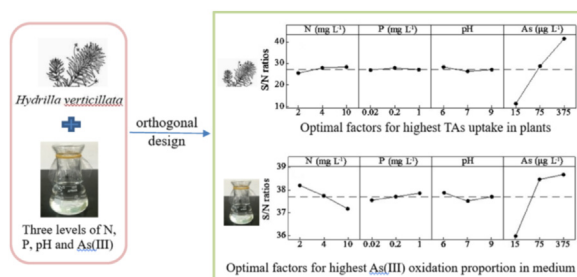 Hydrilla verticillata
Three levels of N,
P, pH and As(III)
orthogonal
design
N (mg L-1) P (mg L-1) pH As (µg L-1)
S/N ratios
40
30
20
10
2 4 10 0.02 0.2 1 6 7 9 15 75 375
Optimal factors for highest TAs uptake in plants
N (mg L-1) P (mg L-1) pH As (µg L-1)
S/N ratios
39
38
37
36
2 4 10 0.02 0.2 1 6 7 9 15 75 375
Optimal factors for highest As(III) oxidation proportion in medium